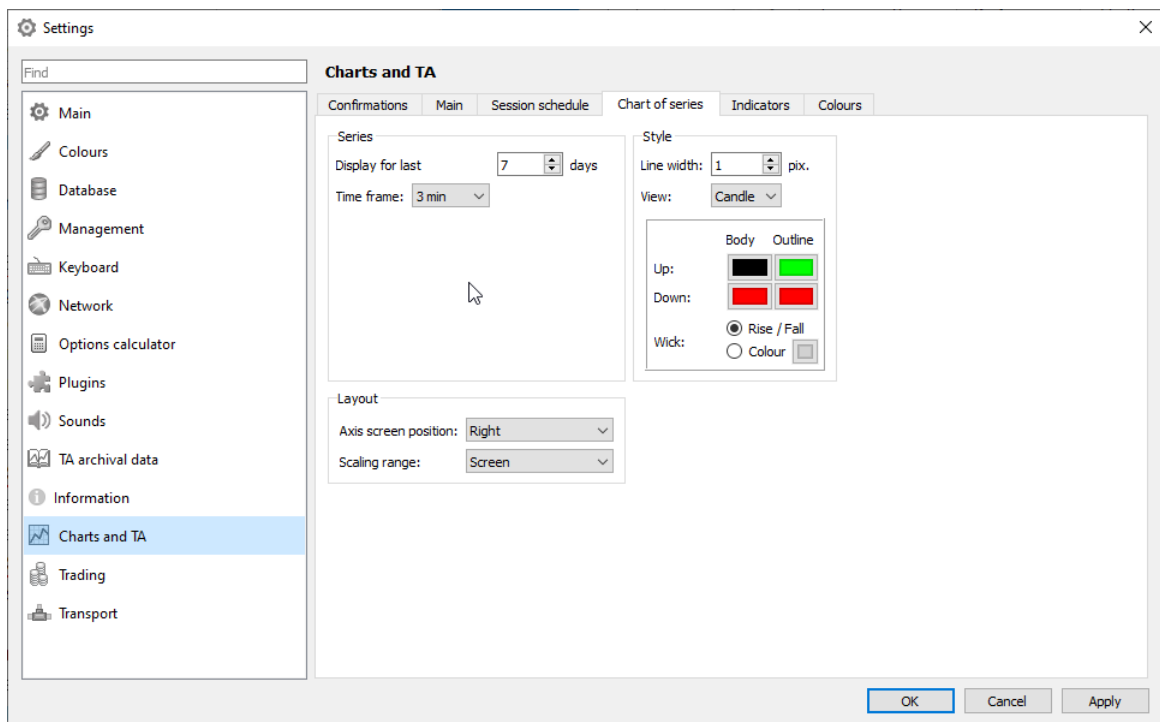 Settings
Find
Main
Colours
Database
Management
Keyboard
Network
Options calculator
Plugins
Sounds
TA archival data
Information
Charts and TA
Trading
Transport
Charts and TA
Confirmations Main Session schedule Chart of series Indicators Colours
Series
Display for last 7 days
Time frame: 3 min
Style
Line width: 1 pix.
View: Candle
Body Outline
Up:
Down:
Wick: Rise / Fall
Colour
Layout
Axis screen position: Right
Scaling range: Screen
OK Cancel Apply